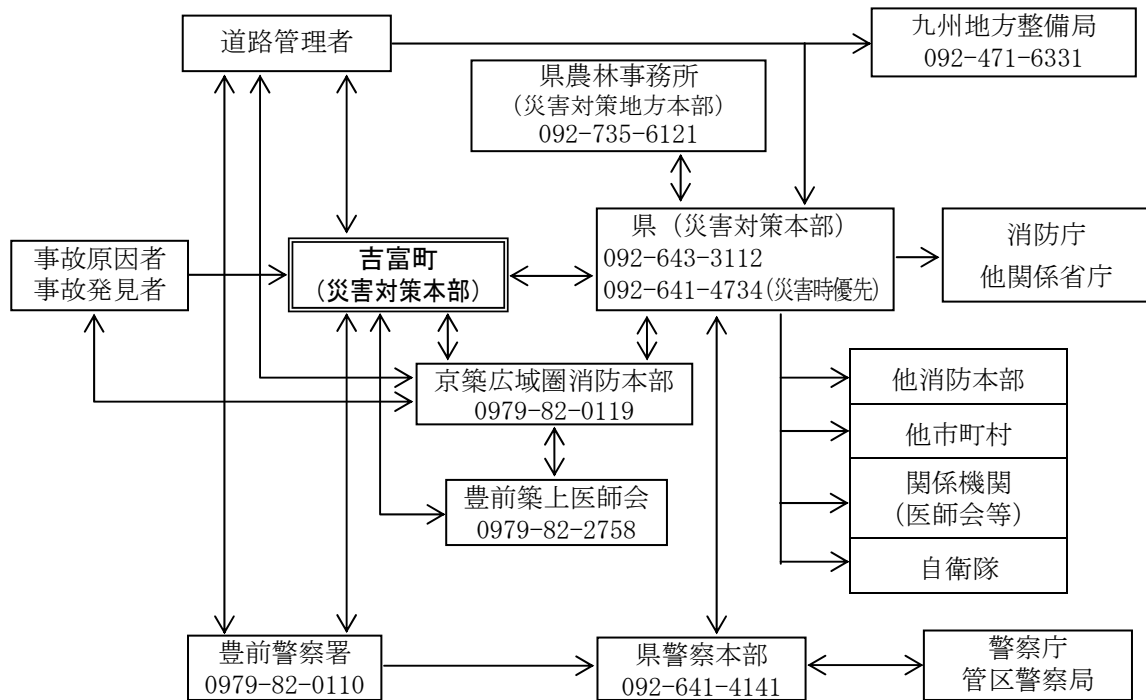 道路管理者
九州地方整備局
092-471-6331
県農林事務所
（災害対策地方本部）
092-735-6121
事故原因者
事故発見者
吉富町
（災害対策本部）
県（災害対策本部）
092-643-3112
092-641-4734(災害時優先)
消防庁
他関係省庁
京築広域圏消防本部
0979-82-0119
他消防本部
他市町村
関係機関
（医師会等）
自衛隊
豊前築上医師会
0979-82-2758
豊前警察署
0979-82-0110
県警察本部
092-641-4141
警察庁
管区警察局